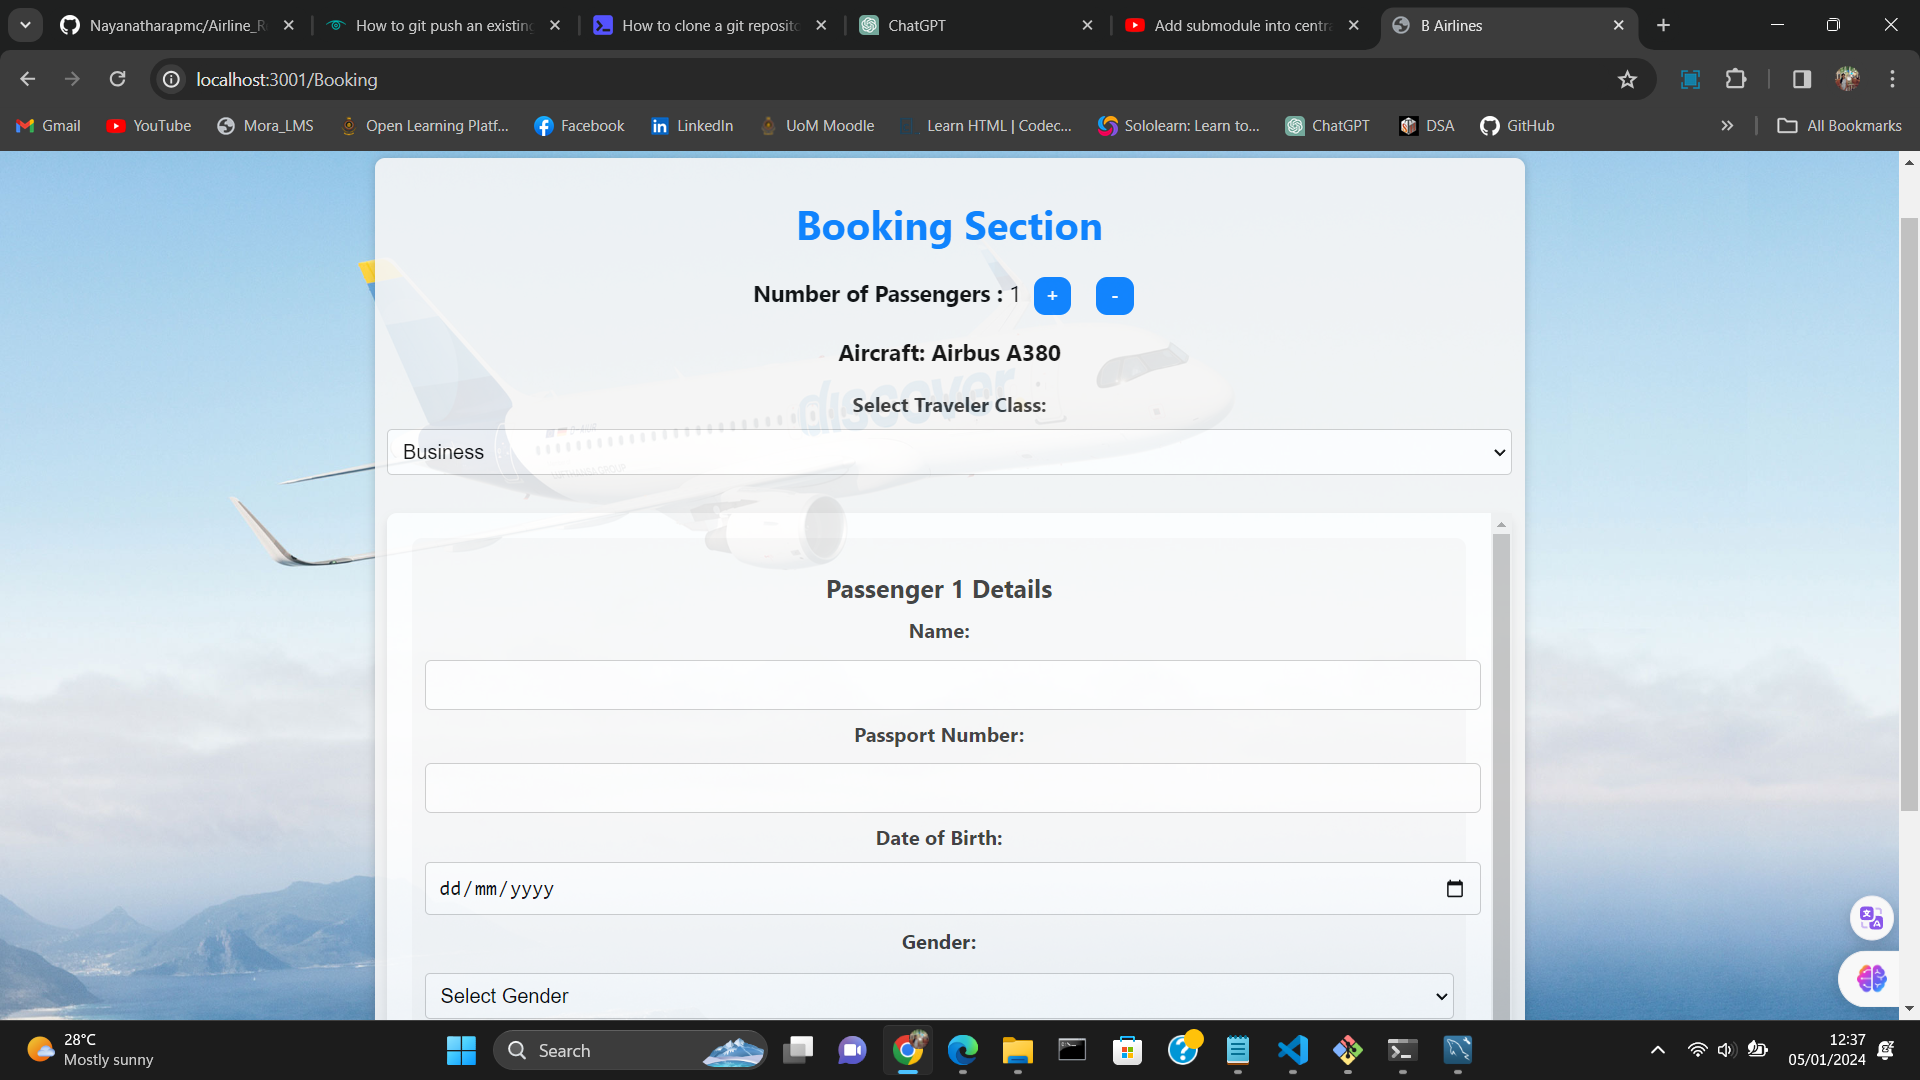 Nayanatharapmc/Airline_R
How to git push an existing
How to clone a git reposito
ChatGPT
Add submodule into centra
B Airlines
localhost:3001/Booking
Gmail
YouTube
Mora_LMS
Open Learning Platf...
Facebook
LinkedIn
UoM Moodle
Learn HTML | Codec...
Sololearn: Learn to...
ChatGPT
DSA
GitHub
All Bookmarks
Booking Section
Number of Passengers : 1 + -
Aircraft: Airbus A380
discover
Select Traveler Class:
Business
Passenger 1 Details
Name:
Passport Number:
Date of Birth:
dd/mm/yyyy
Gender:
Select Gender
28°C
Mostly sunny
Search
12:37
05/01/2024